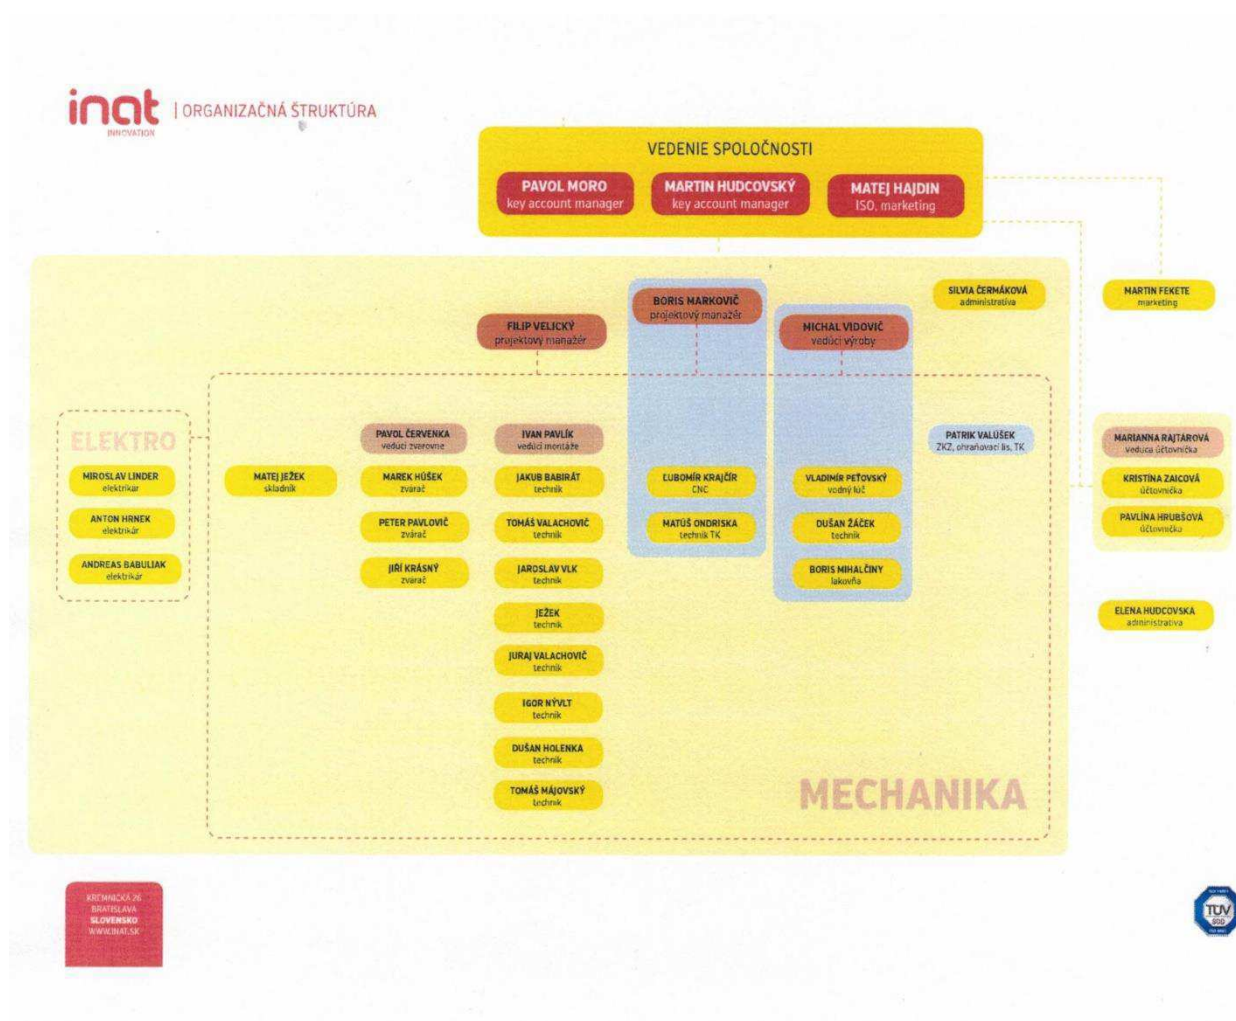 inat | ORGANIZAČNÁ ŠTRUKTÚRA
INNOVATION
VEDENIE SPOLOČNOSTI
PAVOL MORO
key account manager
MARTIN HUDCOVSKÝ
key account manager
MATEJ HAJDIN
ISO, marketing
SILVIA ČERMÁKOVÁ
administratíva
MARTIN FEKETE
marketing
BORIS MARKOVIČ
projektový manažér
FILIP VELICKÝ
projektový manažér
MICHAL VIDOVIČ
vedúci výroby
ELEKTRO
MIROSLAV LINDER
elektrikár
ANTON HRNEK
elektrikár
ANDREAS BABULIAK
elektrikár
MATEJ JEŽEK
skladník
PAVOL ČERVENKA
vedúci zvarovne
MAREK HÚŠEK
zvárač
PETER PAVLOVIČ
zvárač
JIŘÍ KRÁSNÝ
zvárač
IVAN PAVLÍK
vedúci montáže
JAKUB BABIRÁT
technik
TOMÁŠ VALACHOVIČ
technik
JAROSLAV VLK
technik
JEŽEK
technik
JURAJ VALACHOVIČ
technik
IGOR NÝVLT
technik
DUŠAN HOLENKA
technik
TOMÁŠ MÁJOVSKÝ
technik
ĽUBOMÍR KRAJČÍR
CNC
MATÚŠ ONDRISKA
technik TK
VLADIMÍR PEŤOVSKÝ
vodný lúč
DUŠAN ŽÁČEK
technik
BORIS MIHALČINY
lakovňa
PATRIK VALÚŠEK
ZKZ, ohraňovací lis, TK
MARIANNA RAJTÁROVÁ
vedúca účtovníčka
KRISTÍNA ZAICOVÁ
účtovníčka
PAVLÍNA HRUBŠOVÁ
účtovníčka
ELENA HUDCOVSKÁ
administratíva
MECHANIKA
KREMNICKÁ 26
BRATISLAVA
SLOVENSKO
WWW.INAT.SK
TÜV
SÜD